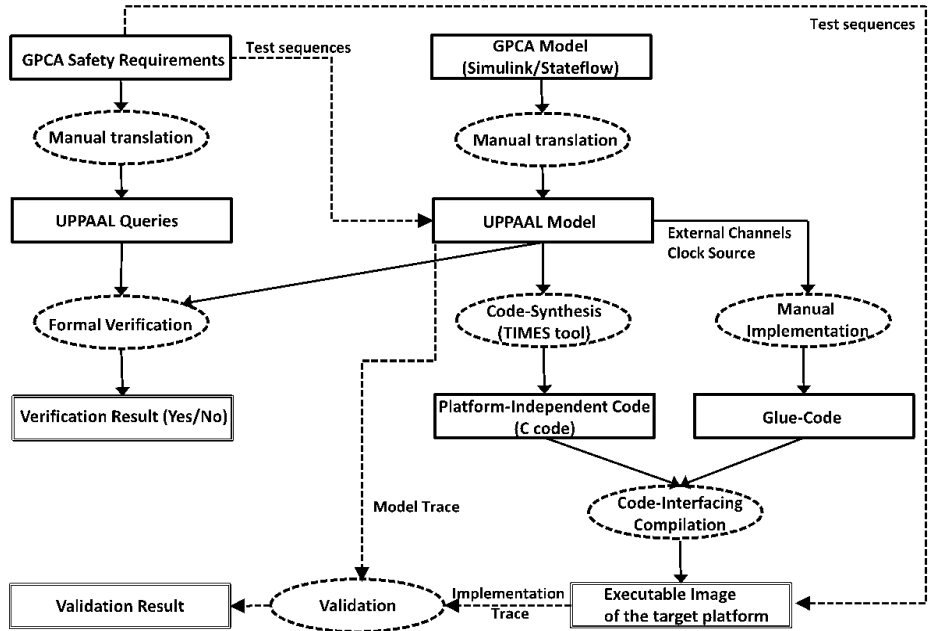 Test sequences
GPCA Safety Requirements
Test sequences
GPCA Model
(Simulink/Stateflow)
Manual translation
Manual translation
UPPAAL Queries
UPPAAL Model
External Channels
Clock Source
Formal Verification
Code-Synthesis
(TIMES tool)
Manual
Implementation
Verification Result (Yes/No)
Platform-Independent Code
(C code)
Glue-Code
Model Trace
Code-Interfacing
Compilation
Validation Result
Validation
Implementation
Trace
Executable Image
of the target platform